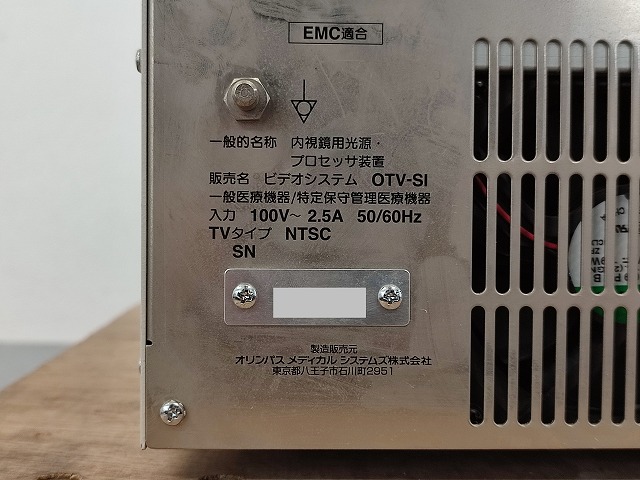 EMC適合
一般的名称 内視鏡用光源・
プロセッサ装置
販売名 ビデオシステム OTV-SI
一般医療機器/特定保守管理医療機器
入力 100V～ 2.5A 50/60Hz
TVタイプ NTSC
SN
製造販売元
オリンパス メディカル システムズ株式会社
東京都八王子市石川町2951